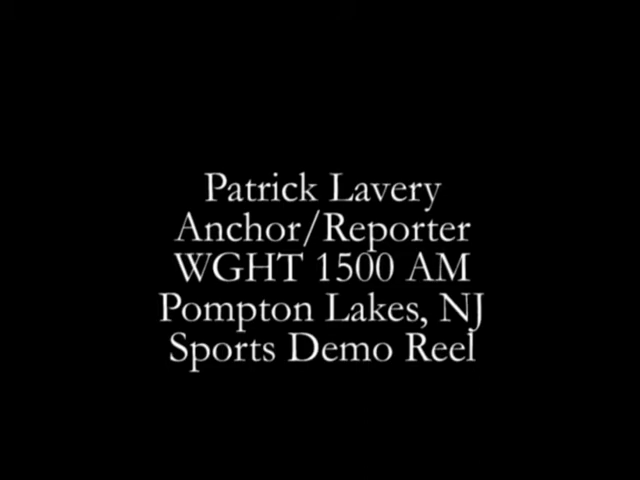 Patrick Lavery
Anchor/Reporter
WGHT 1500 AM
Pompton Lakes, NJ
Sports Demo Reel